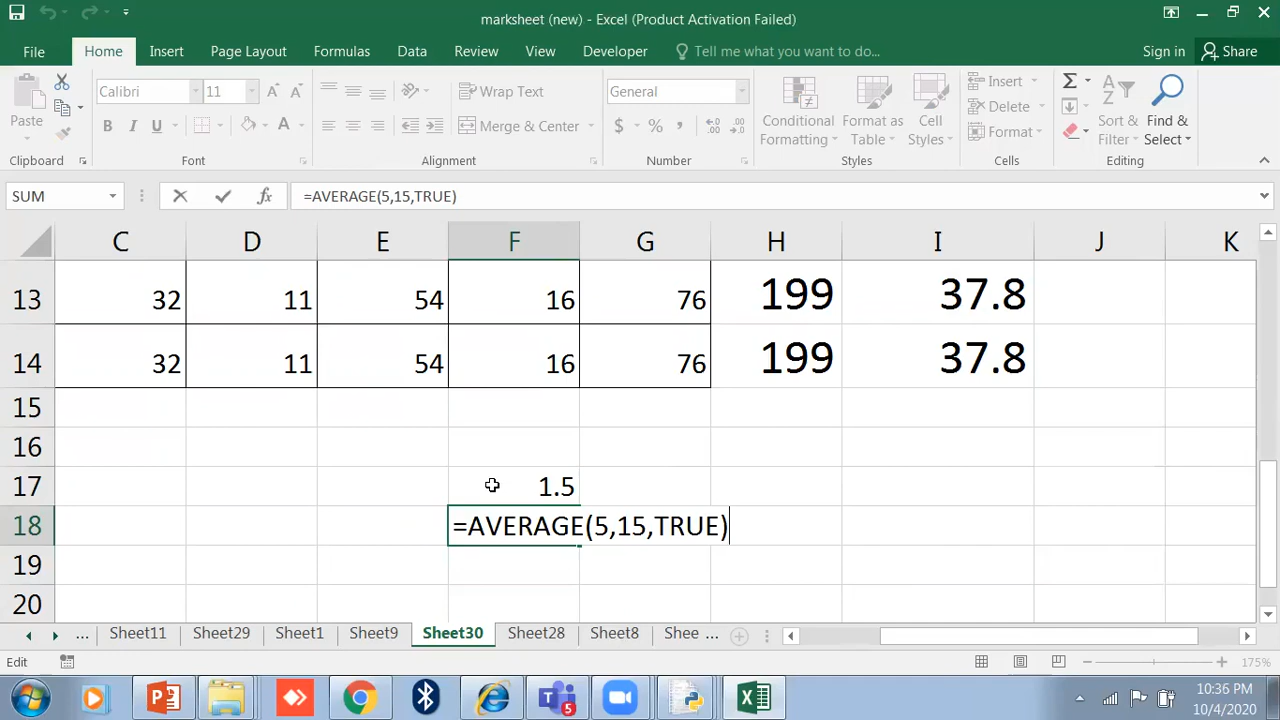 marksheet (new) - Excel (Product Activation Failed)
File Home Insert Page Layout Formulas Data Review View Developer Tell me what you want to do... Sign in Share
Calibri 11 Wrap Text General Insert
Paste B I U A Merge & Center $ % , Conditional Formatting Format as Table Cell Styles Delete Format Sort & Filter Find & Select
Clipboard Font Alignment Number Styles Cells Editing
SUM fx =AVERAGE(5,15,TRUE)
C D E F G H I J K
13 32 11 54 16 76 199 37.8
14 32 11 54 16 76 199 37.8
15
16
17 1.5
18 =AVERAGE(5,15,TRUE)
19
20
... Sheet11 Sheet29 Sheet1 Sheet9 Sheet30 Sheet28 Sheet8 Shee ...
Edit 175%
5 10:36 PM
10/4/2020